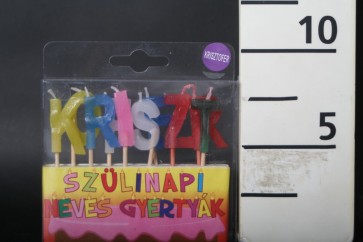 KRISZTOFER
10
KRISZT
5
SZÜLINAPI
NEVES GYERTYÁK